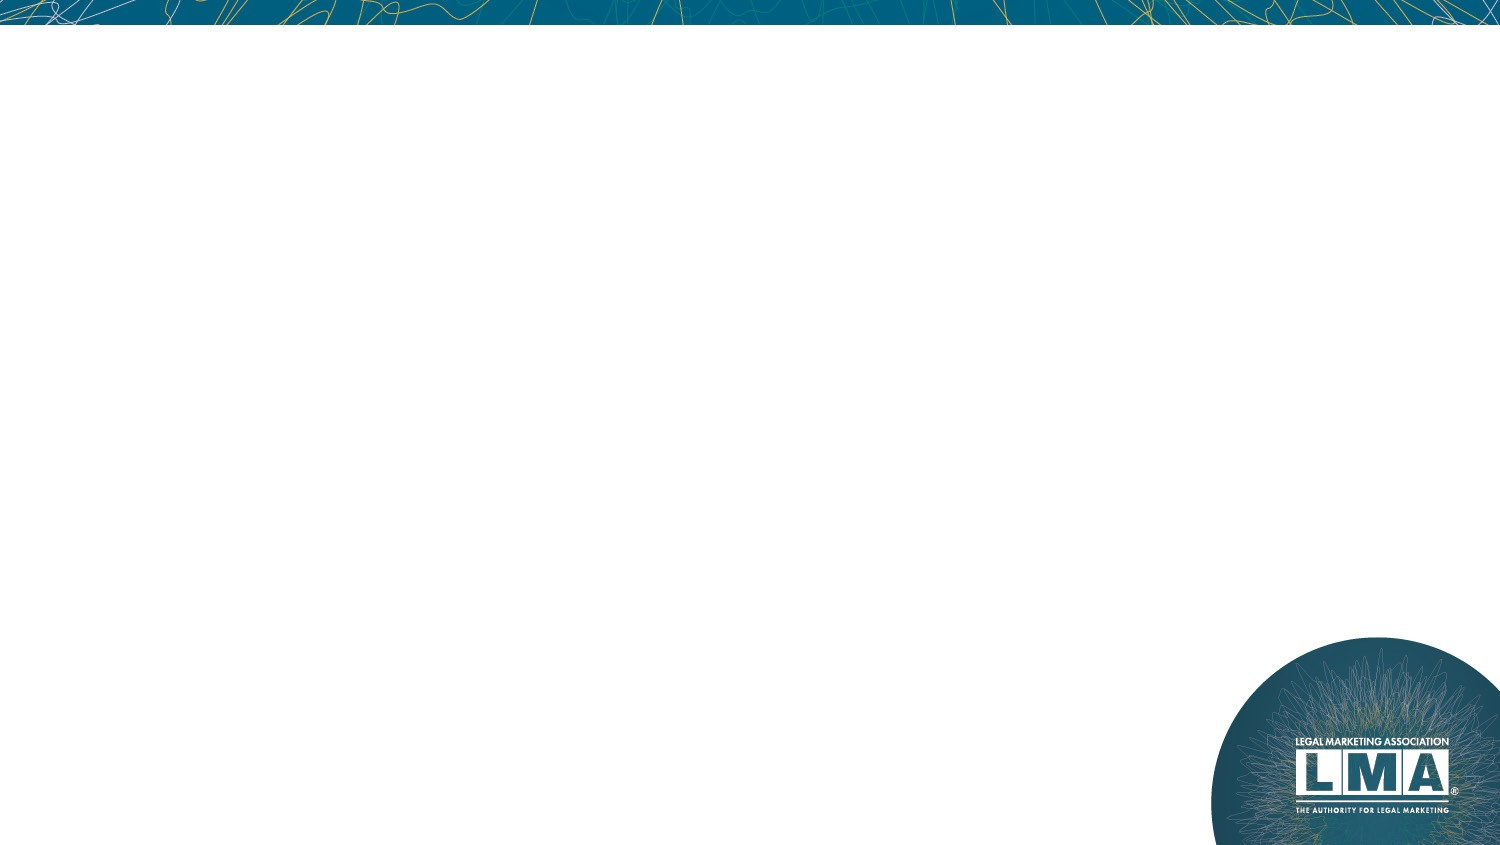 LEGAL MARKETING ASSOCIATION
LMA®
THE AUTHORITY FOR LEGAL MARKETING